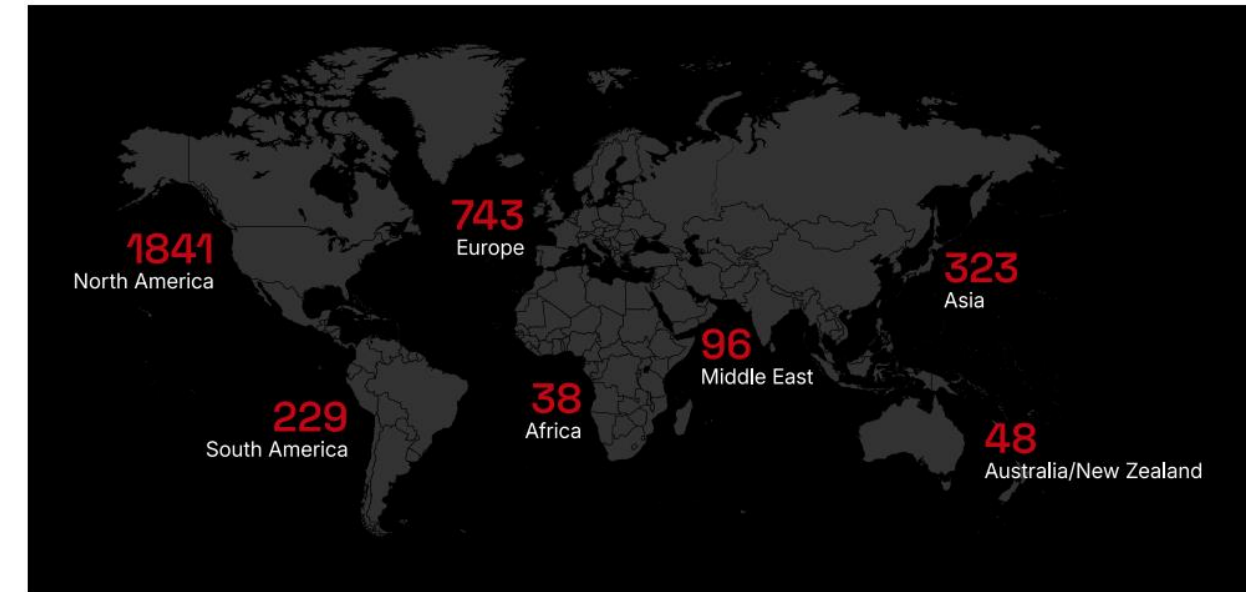 743
Europe
1841
North America
323
Asia
96
Middle East
38
Africa
229
South America
48
Australia/New Zealand